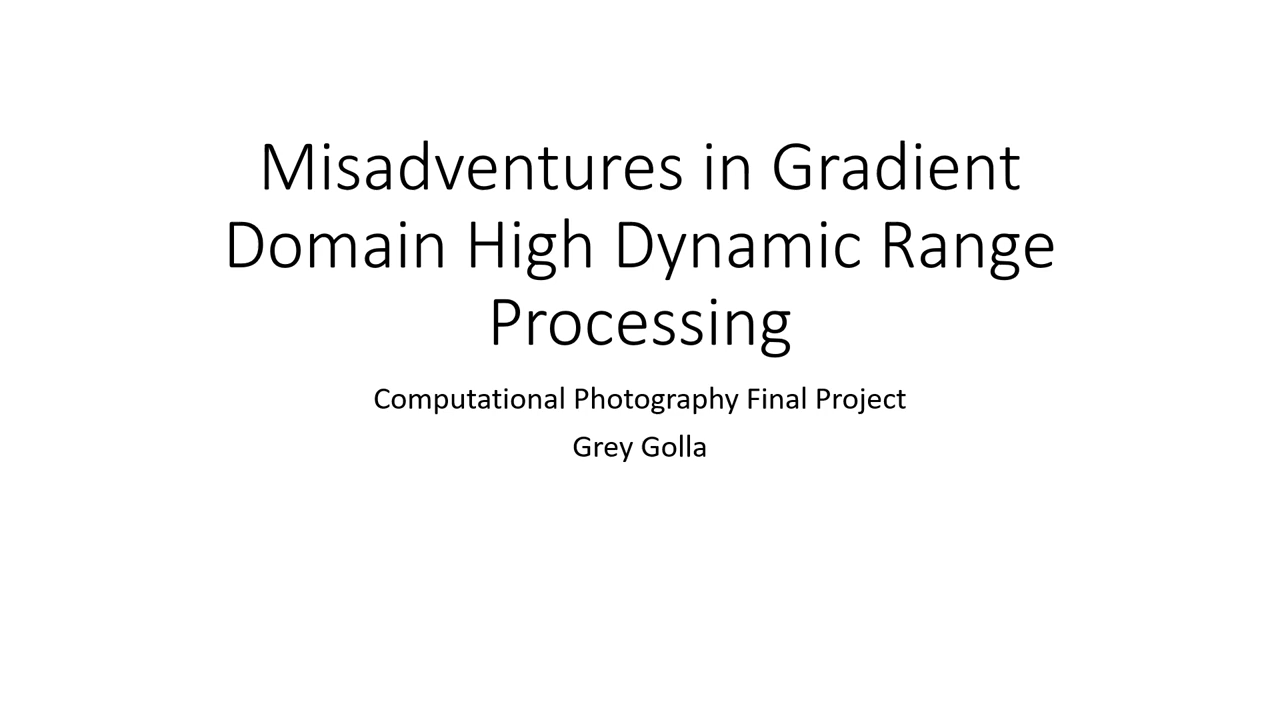 Misadventures in Gradient
Domain High Dynamic Range
Processing
Computational Photography Final Project
Grey Golla